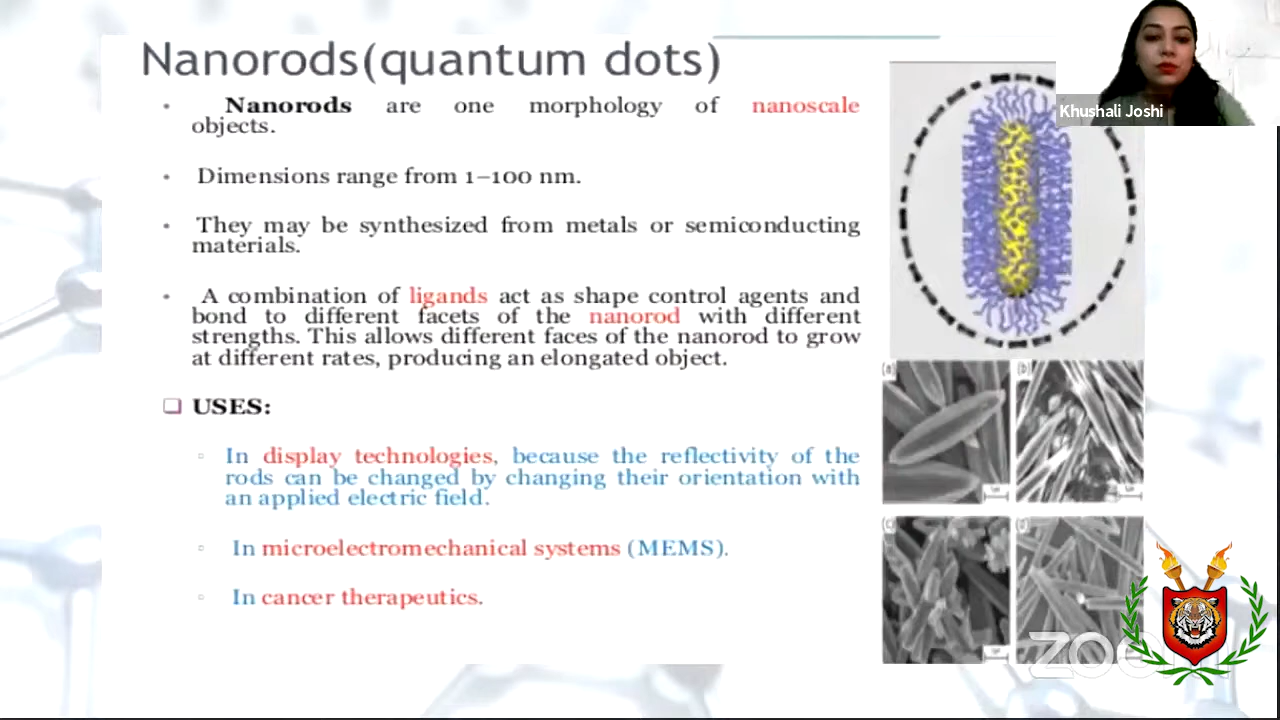 Nanorods(quantum dots)
• Nanorods are one morphology of nanoscale
objects.
• Dimensions range from 1–100 nm.
• They may be synthesized from metals or semiconducting
materials.
• A combination of ligands act as shape control agents and
bond to different facets of the nanorod with different
strengths. This allows different faces of the nanorod to grow
at different rates, producing an elongated object.
USES:
In display technologies, because the reflectivity of the
rods can be changed by changing their orientation with
an applied electric field.
In microelectromechanical systems (MEMS).
In cancer therapeutics.
Khushali Joshi
(a)
(b)
(c)
zoom